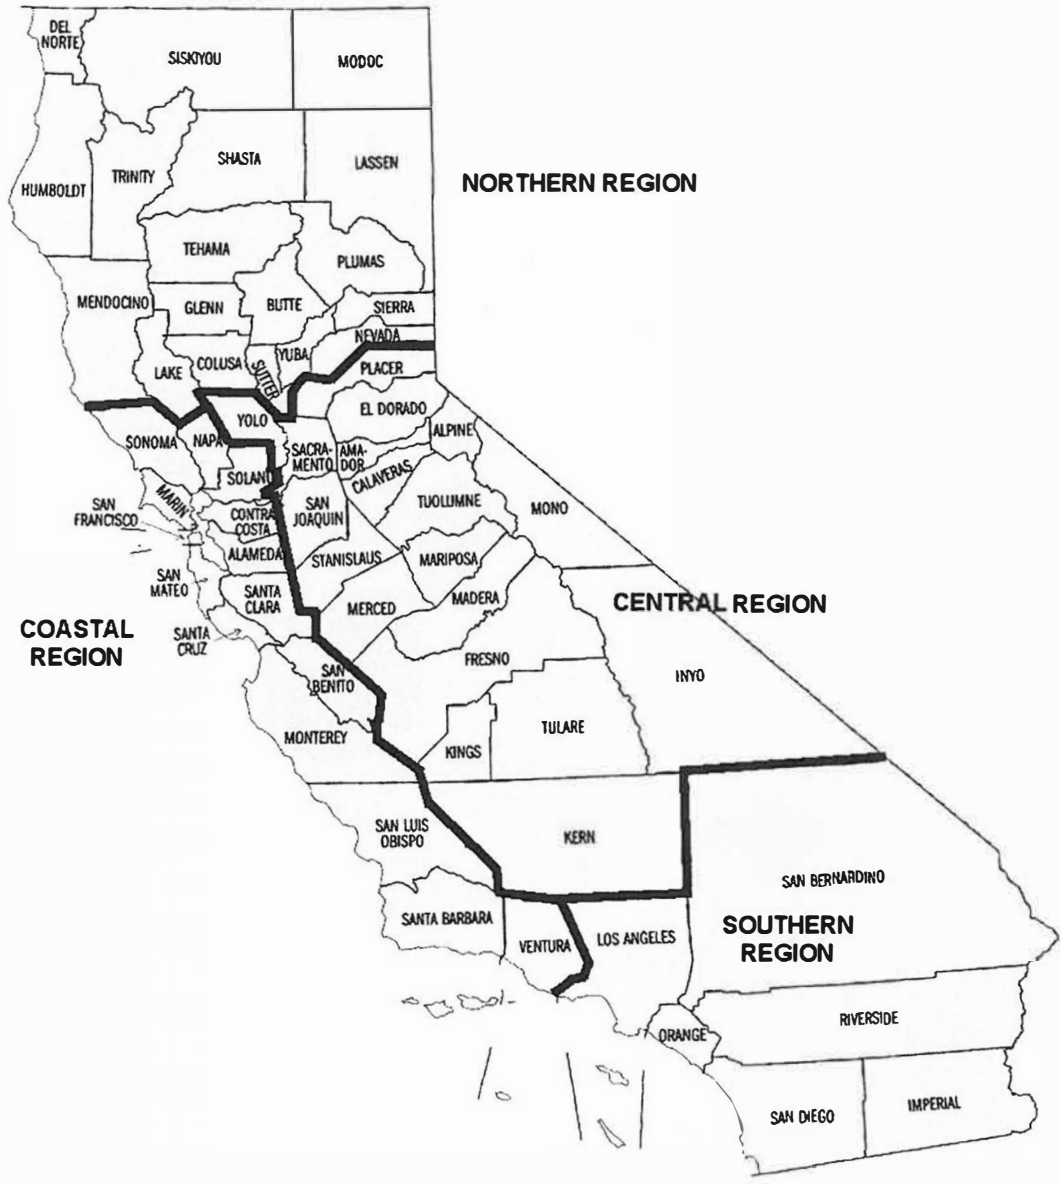 DEL
NORTE
SISKIYOU
MODOC
HUMBOLDT
TRINITY
SHASTA
LASSEN
NORTHERN REGION
TEHAMA
PLUMAS
MENDOCINO
GLENN
BUTTE
SIERRA
NEVADA
LAKE
COLUSA
SUTTER
YUBA
PLACER
SONOMA
NAPA
YOLO
EL DORADO
SACRA-
MENTO
AMA-
DOR
ALPINE
SOLANO
CALAVERAS
MARIN
SAN
FRANCISCO
CONTRA
COSTA
SAN
JOAQUIN
TUOLUMNE
MONO
ALAMEDA
STANISLAUS
MARIPOSA
SAN
MATEO
SANTA
CLARA
MERCED
MADERA
CENTRAL REGION
COASTAL
REGION
SANTA
CRUZ
SAN
BENITO
FRESNO
INYO
MONTEREY
KINGS
TULARE
SAN LUIS
OBISPO
KERN
SAN BERNARDINO
SANTA BARBARA
VENTURA
LOS ANGELES
SOUTHERN
REGION
ORANGE
RIVERSIDE
SAN DIEGO
IMPERIAL